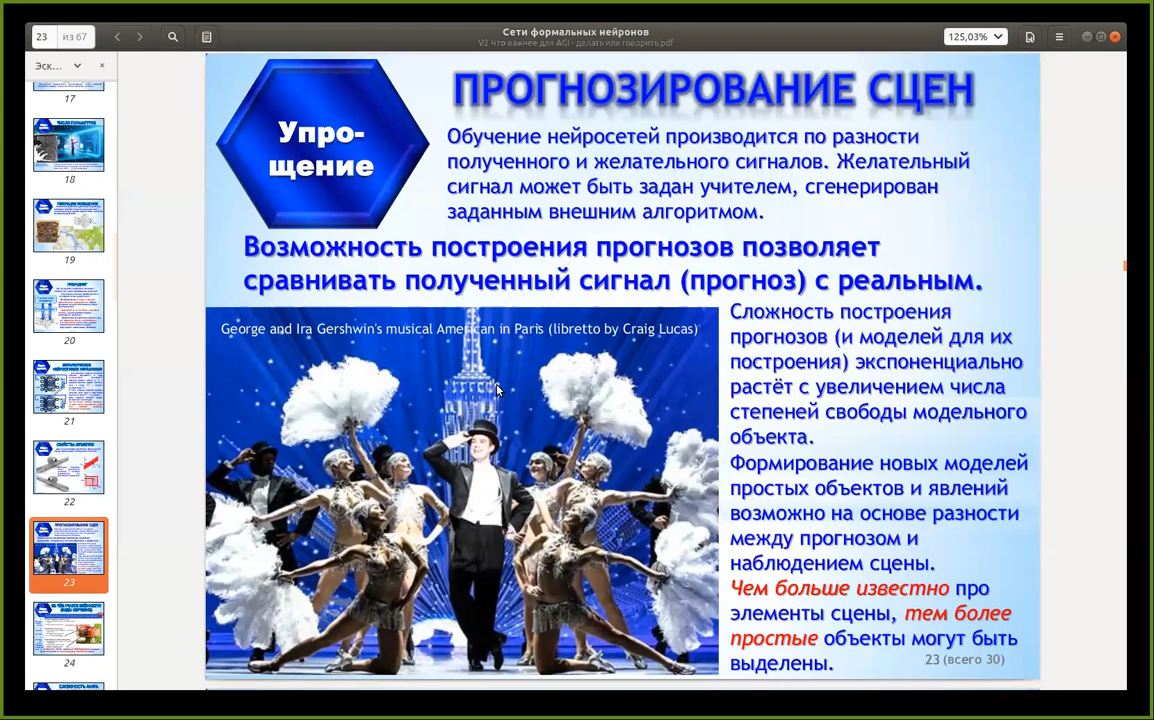 23 из 67
Сети формальных нейронов
V2 Что важнее для AGI - делать или говорить.pdf
125,03%
Эск...
17
18
19
20
21
22
23
24
Упро-
щение
ПРОГНОЗИРОВАНИЕ СЦЕН
Обучение нейросетей производится по разности
полученного и желательного сигналов. Желательный
сигнал может быть задан учителем, сгенерирован
заданным внешним алгоритмом.
Возможность построения прогнозов позволяет
сравнивать полученный сигнал (прогноз) с реальным.
George and Ira Gershwin's musical American in Paris (libretto by Craig Lucas)
Сложность построения
прогнозов (и моделей для их
построения) экспоненциально
растёт с увеличением числа
степеней свободы модельного
объекта.
Формирование новых моделей
простых объектов и явлений
возможно на основе разности
между прогнозом и
наблюдением сцены.
Чем больше известно про
элементы сцены, тем более
простые объекты могут быть
выделены.
23 (всего 30)